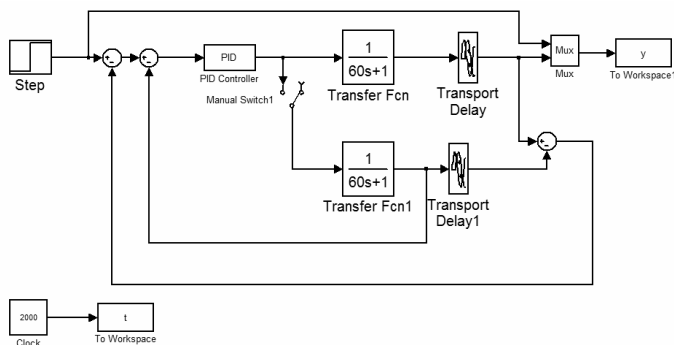 Step
PID
PID Controller
Manual Switch1
1
60s+1
Transfer Fcn
Transport
Delay
Mux
Mux
y
To Workspace1
1
60s+1
Transfer Fcn1
Transport
Delay1
2000
Clock
t
To Workspace